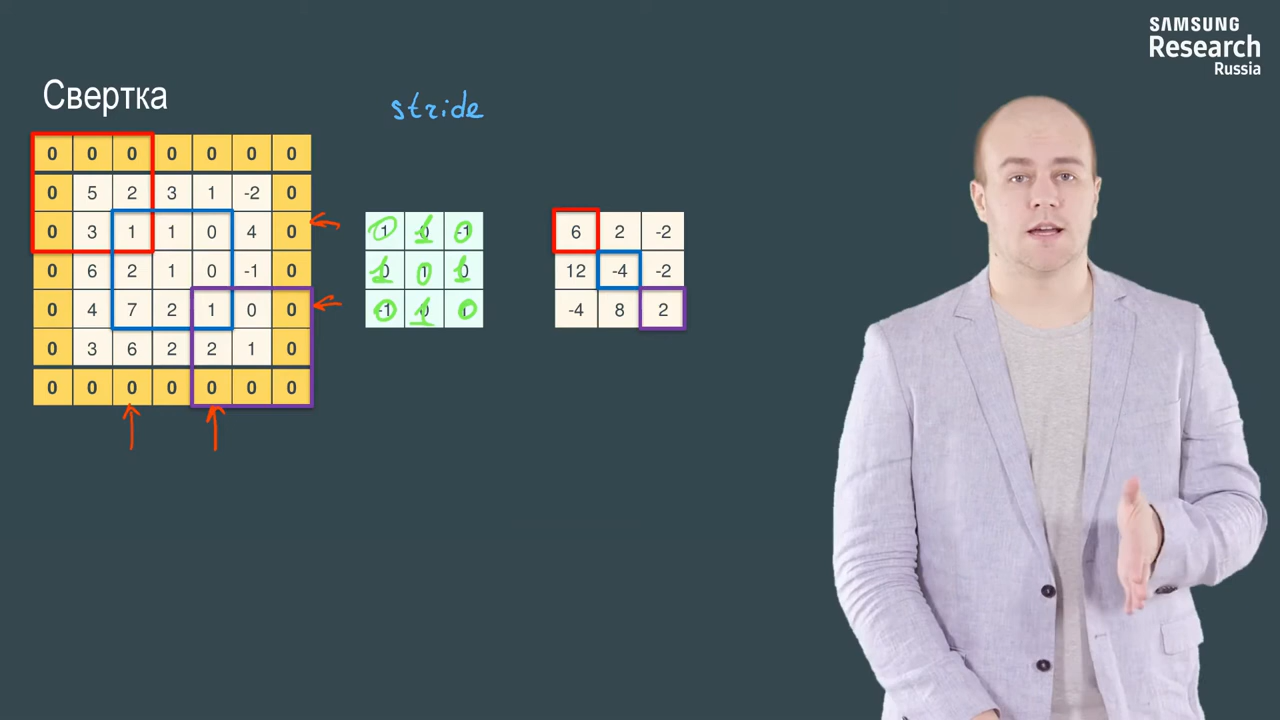 SAMSUNG
Research
Russia
Свертка
stride
0 0 0 0 0 0 0
0 5 2 3 1 -2 0
0 3 1 1 0 4 0
0 6 2 1 0 -1 0
0 4 7 2 1 0 0
0 3 6 2 2 1 0
0 0 0 0 0 0 0
0 1 0
1 0 1
0 1 0
6 2 -2
12 -4 -2
-4 8 2